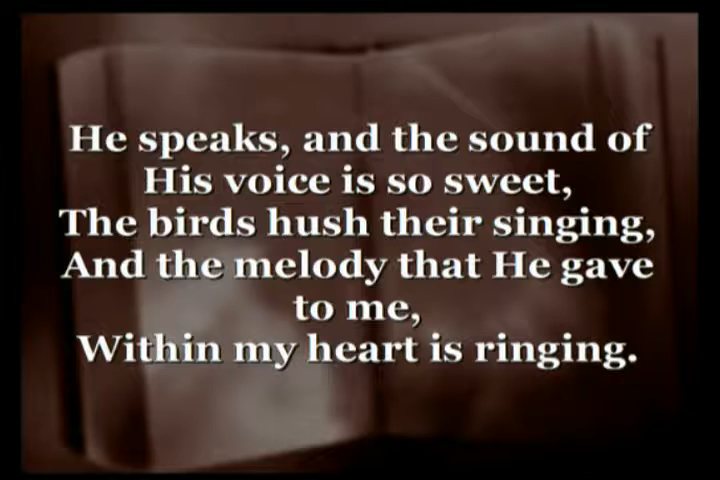 He speaks, and the sound of
His voice is so sweet,
The birds hush their singing,
And the melody that He gave
to me,
Within my heart is ringing.